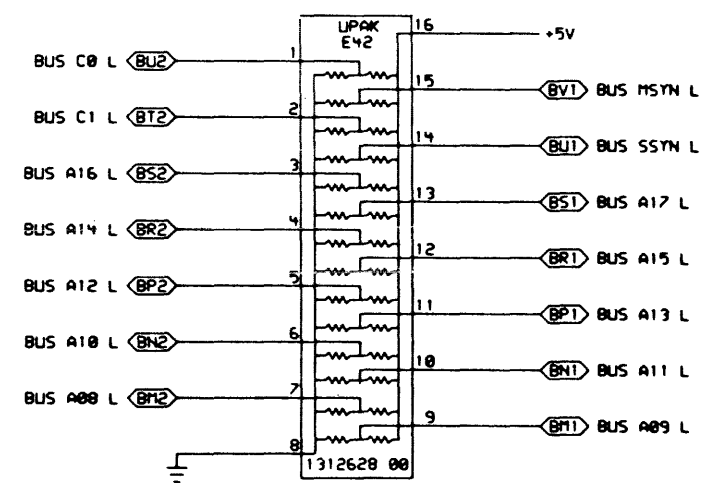 UPAK
E42
16 +5V
BUS C0 L BU2 1
15 BV1 BUS MSYN L
BUS C1 L BT2 2
14 BU1 BUS SSYN L
BUS A16 L BS2 3
13 BS1 BUS A17 L
BUS A14 L BR2 4
12 BR1 BUS A15 L
BUS A12 L BP2 5
11 BP1 BUS A13 L
BUS A10 L BN2 6
10 BN1 BUS A11 L
BUS A08 L BM2 7
9 BM1 BUS A09 L
8
1312628 00